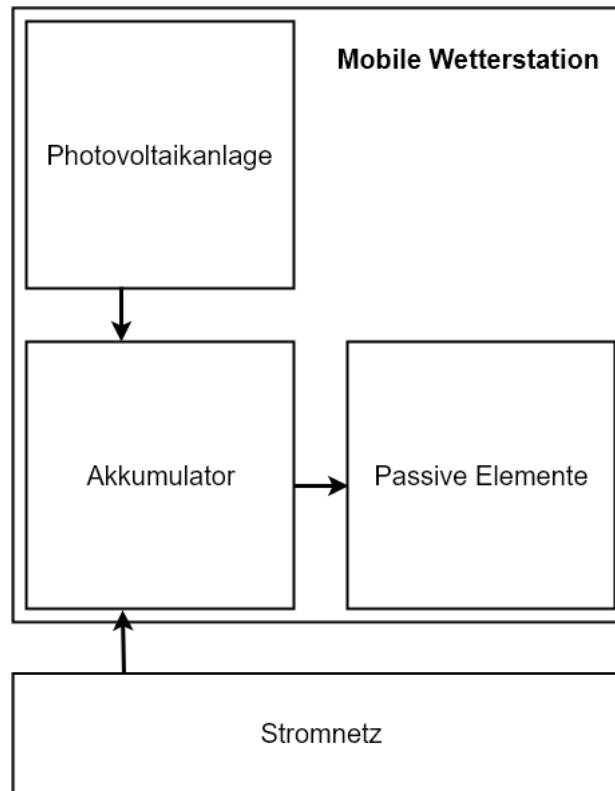 Mobile Wetterstation
Photovoltaikanlage
Akkumulator
Passive Elemente
Stromnetz